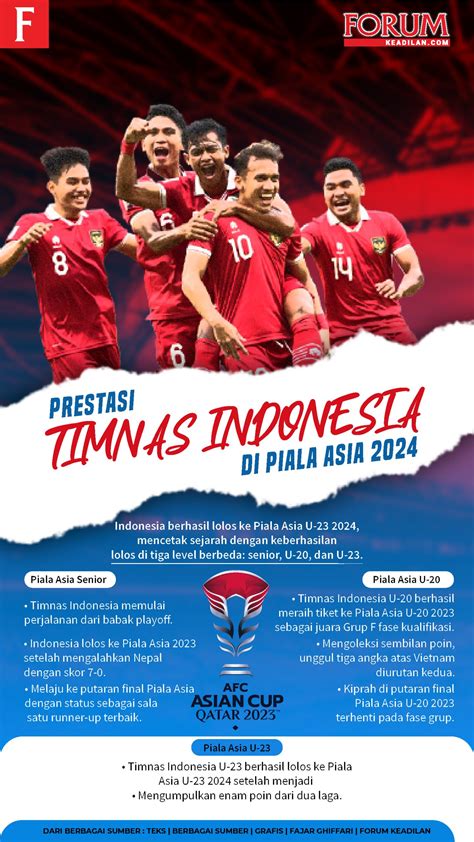 F
FORUM
KEADILAN.COM
8
6
10
6
14
PRESTASI
TIMNAS INDONESIA
DI PIALA ASIA 2024
Indonesia berhasil lolos ke Piala Asia U-23 2024,
mencetak sejarah dengan keberhasilan
lolos di tiga level berbeda: senior, U-20, dan U-23.
Piala Asia Senior
• Timnas Indonesia memulai
perjalanan dari babak playoff.
• Indonesia lolos ke Piala Asia 2023
setelah mengalahkan Nepal
dengan skor 7-0.
• Melaju ke putaran final Piala Asia
dengan status sebagai sala
satu runner-up terbaik.
AFC
ASIAN CUP
QATAR 2023
Piala Asia U-20
• Timnas Indonesia U-20 berhasil
meraih tiket ke Piala Asia U-20 2023
sebagai juara Grup F fase kualifikasi.
• Mengoleksi sembilan poin,
unggul tiga angka atas Vietnam
diurutan kedua.
• Kiprah di putaran final
Piala Asia U-20 2023
terhenti pada fase grup.
Piala Asia U-23
• Timnas Indonesia U-23 berhasil lolos ke Piala
Asia U-23 2024 setelah menjadi
• Mengumpulkan enam poin dari dua laga.
DARI BERBAGAI SUMBER : TEKS | BERBAGAI SUMBER | GRAFIS | FAJAR GHIFFARI | FORUM KEADILAN